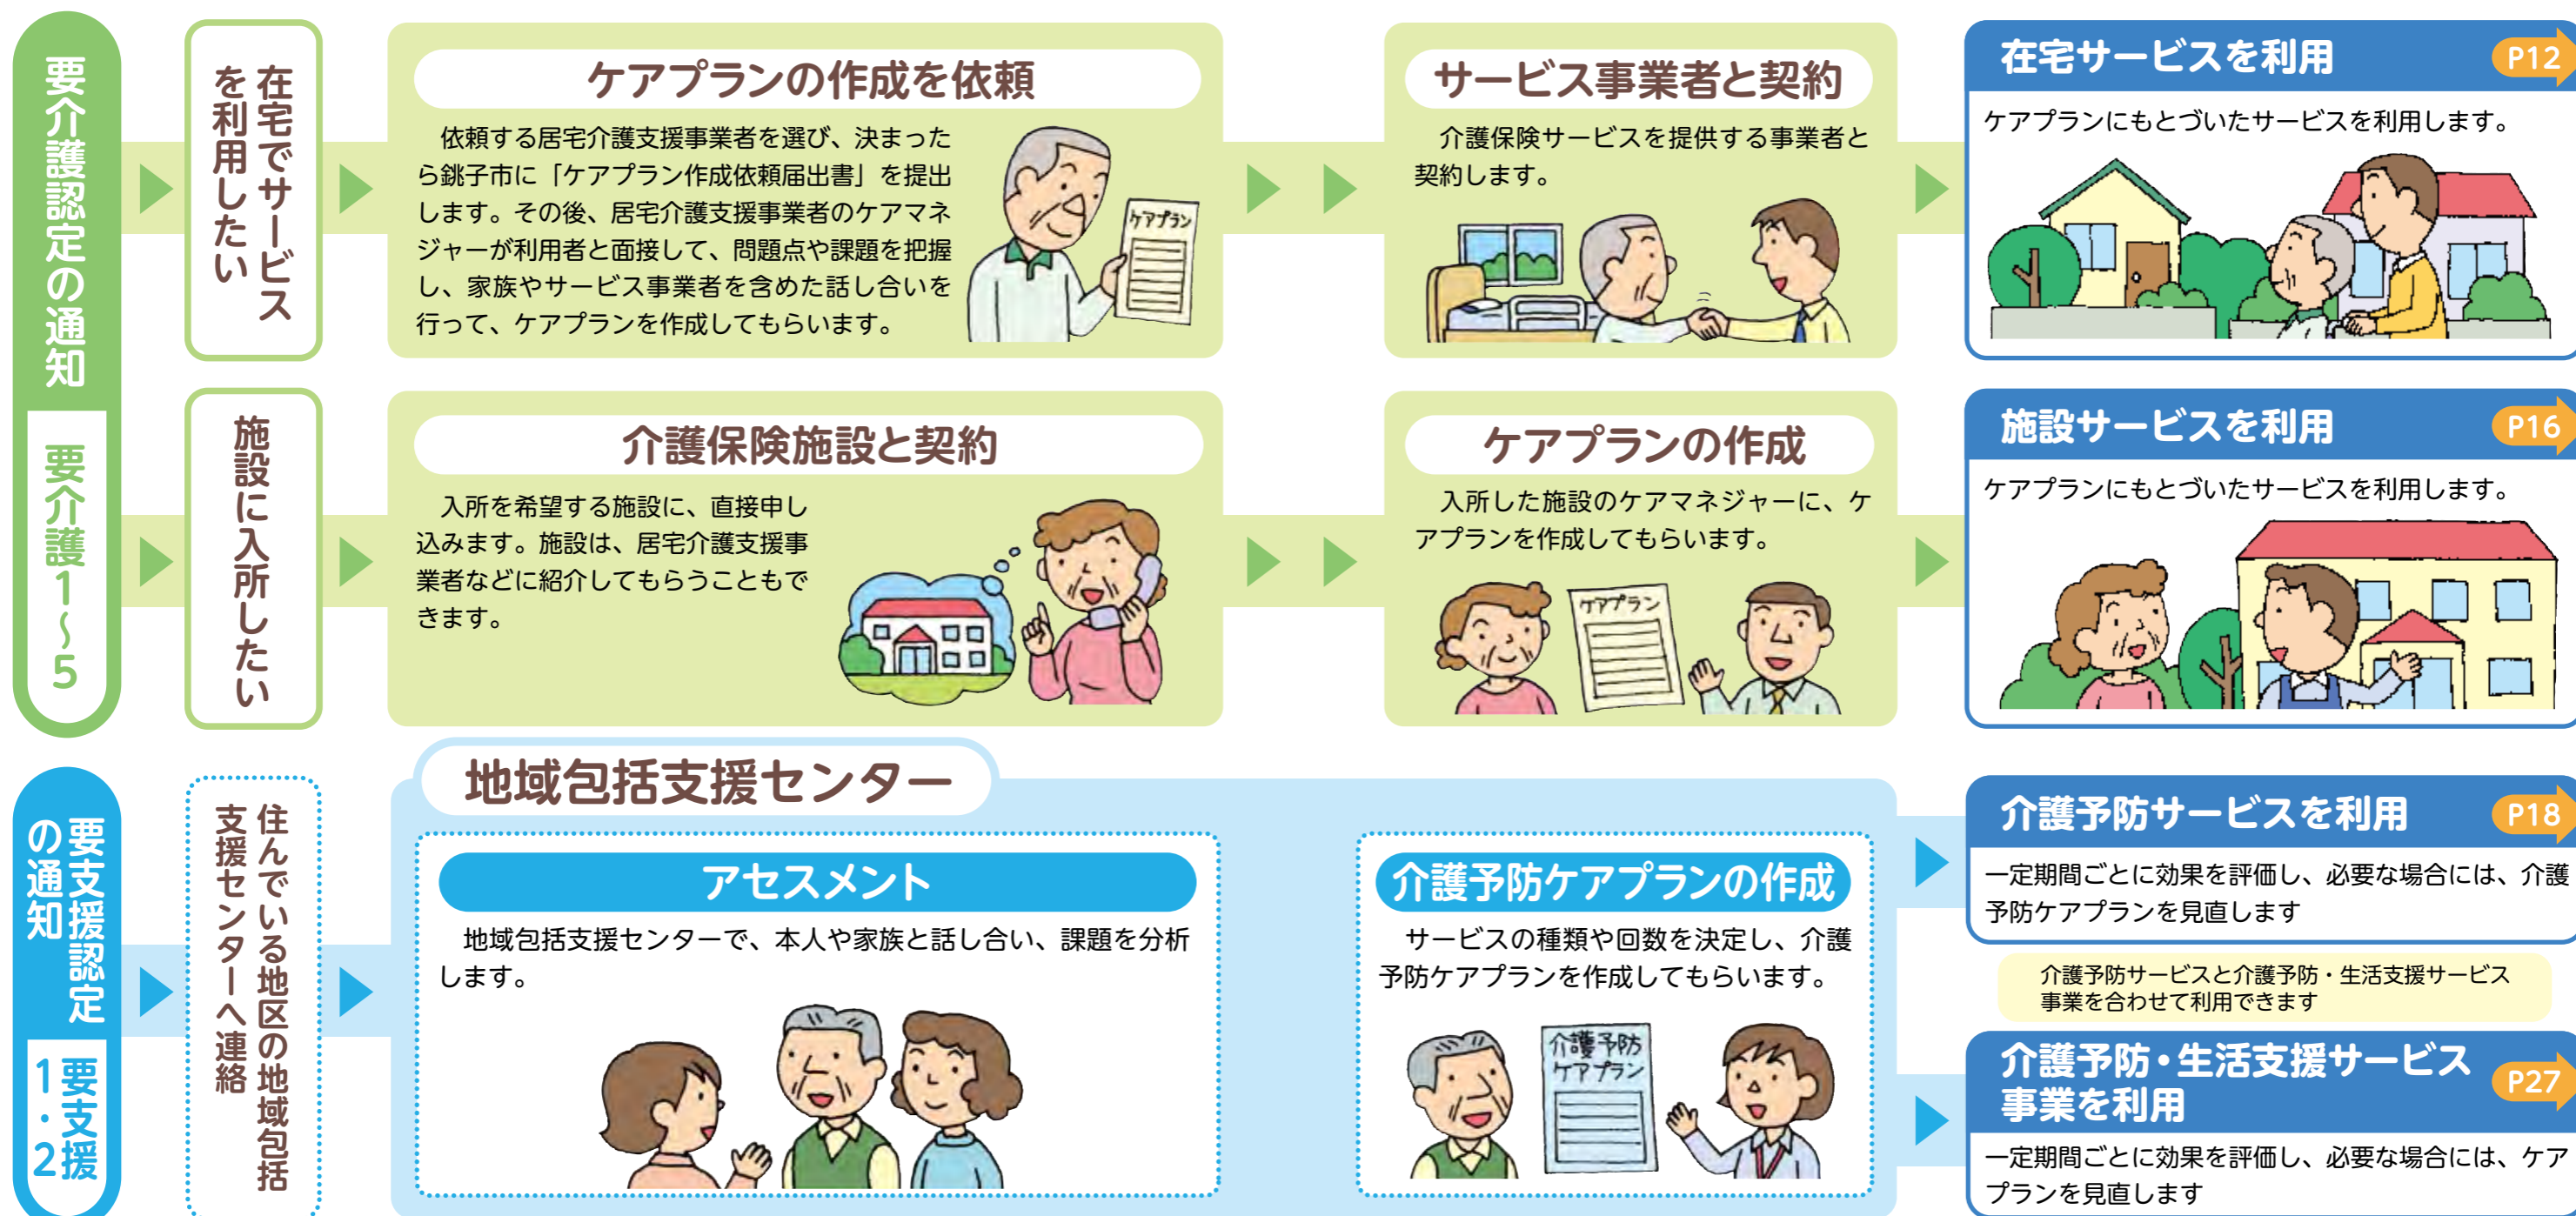 要介護認定の通知
要介護1～5
在宅でサービス
を利用したい
ケアプランの作成を依頼
依頼する居宅介護支援事業者を選び、決まった
ら銚子市に「ケアプラン作成依頼届出書」を提出
します。その後、居宅介護支援事業者のケアマネ
ジャーが利用者と面接して、問題点や課題を把握
し、家族やサービス事業者を含めた話し合いを
行って、ケアプランを作成してもらいます。
ケアプラン
サービス事業者と契約
介護保険サービスを提供する事業者と
契約します。
在宅サービスを利用
P12
ケアプランにもとづいたサービスを利用します。
施設に入所したい
介護保険施設と契約
入所を希望する施設に、直接申し
込みます。施設は、居宅介護支援事
業者などに紹介してもらうこともで
きます。
ケアプランの作成
入所した施設のケアマネジャーに、ケ
アプランを作成してもらいます。
ケアプラン
施設サービスを利用
P16
ケアプランにもとづいたサービスを利用します。
要支援認定
の通知
要支援
1・2
住んでいる地区の地域包括
支援センターへ連絡
地域包括支援センター
アセスメント
地域包括支援センターで、本人や家族と話し合い、課題を分析
します。
介護予防ケアプランの作成
サービスの種類や回数を決定し、介護
予防ケアプランを作成してもらいます。
介護予防
ケアプラン
介護予防サービスを利用
P18
一定期間ごとに効果を評価し、必要な場合には、介護
予防ケアプランを見直します
介護予防サービスと介護予防・生活支援サービス
事業を合わせて利用できます
介護予防・生活支援サービス
事業を利用
P27
一定期間ごとに効果を評価し、必要な場合には、ケア
プランを見直します